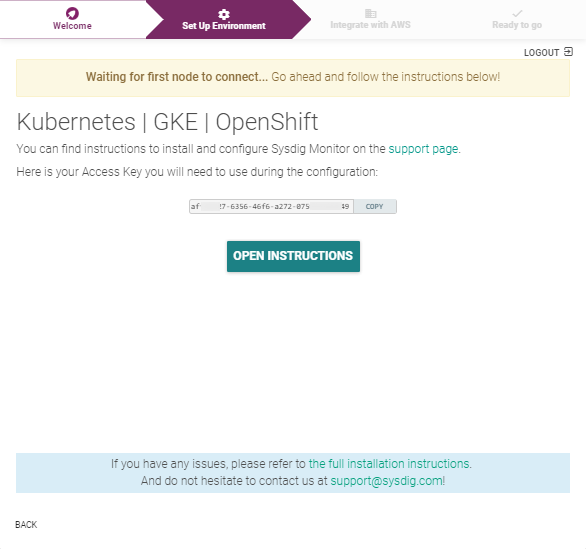 Welcome
Set Up Environment
Integrate with AWS
Ready to go
LOGOUT
Waiting for first node to connect... Go ahead and follow the instructions below!
Kubernetes | GKE | OpenShift
You can find instructions to install and configure Sysdig Monitor on the support page.
Here is your Access Key you will need to use during the configuration:
af 7-6356-46f6-a272-075 49 COPY
OPEN INSTRUCTIONS
If you have any issues, please refer to the full installation instructions.
And do not hesitate to contact us at support@sysdig.com!
BACK